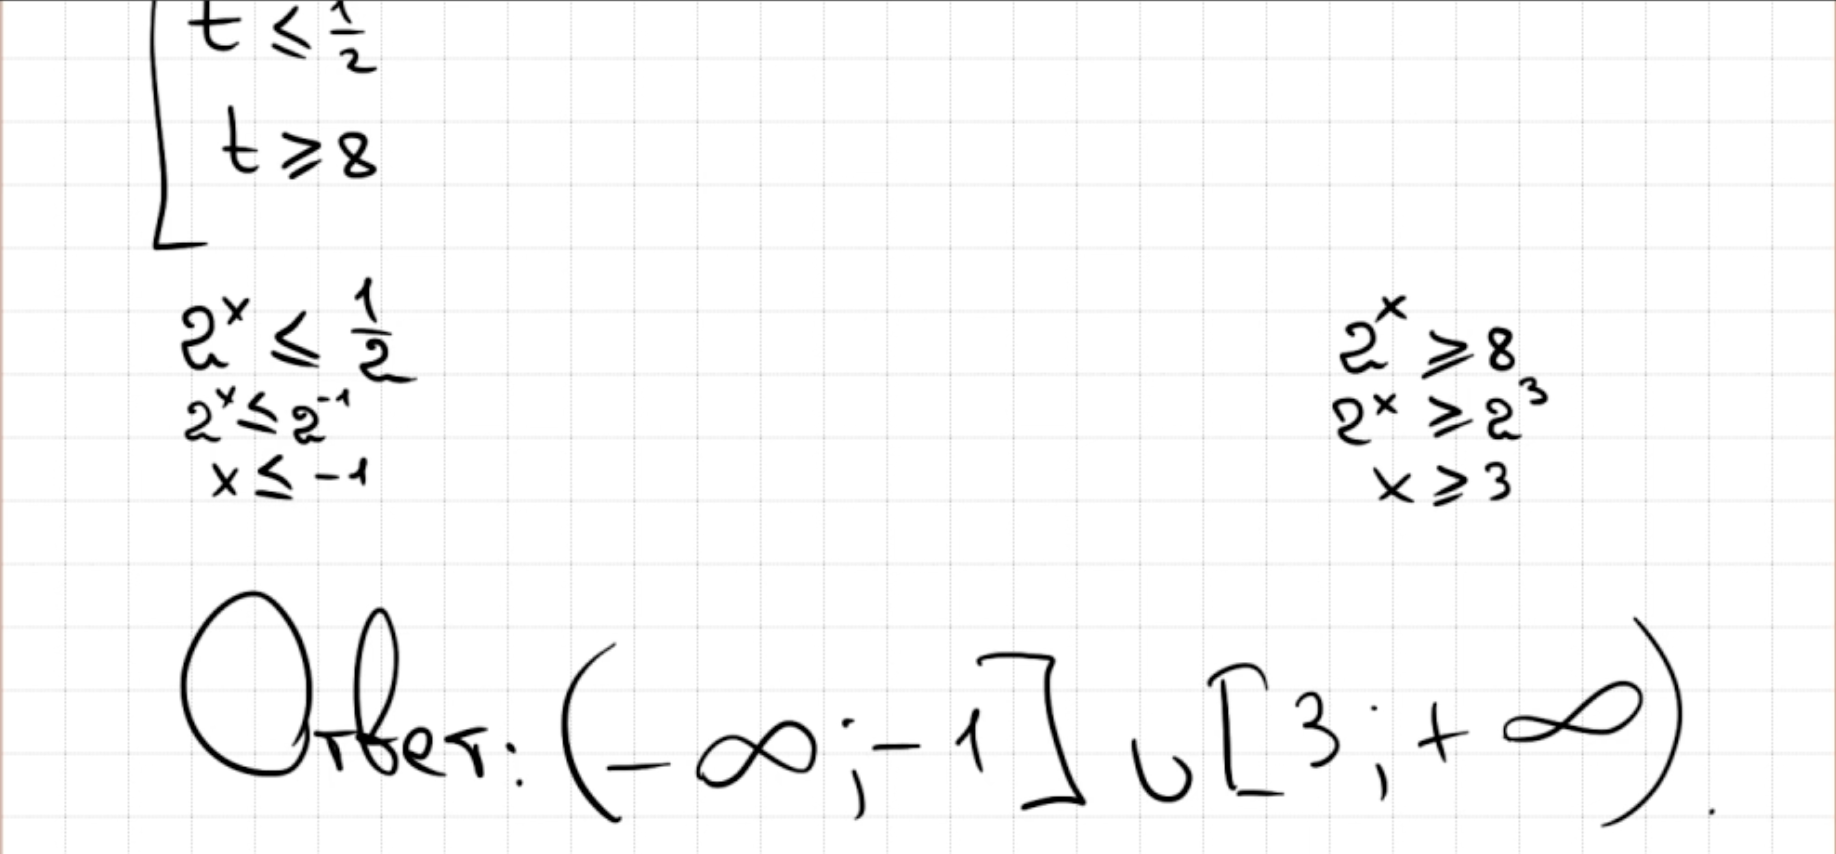 t ≤ 1/2
t ⩾ 8
2^x ≤ 1/2
2^x ≤ 2^-1
x ≤ -1
2^x ⩾ 8
2^x ⩾ 2^3
x ⩾ 3
Ответ: (-∞; -1] ∪ [3; +∞).